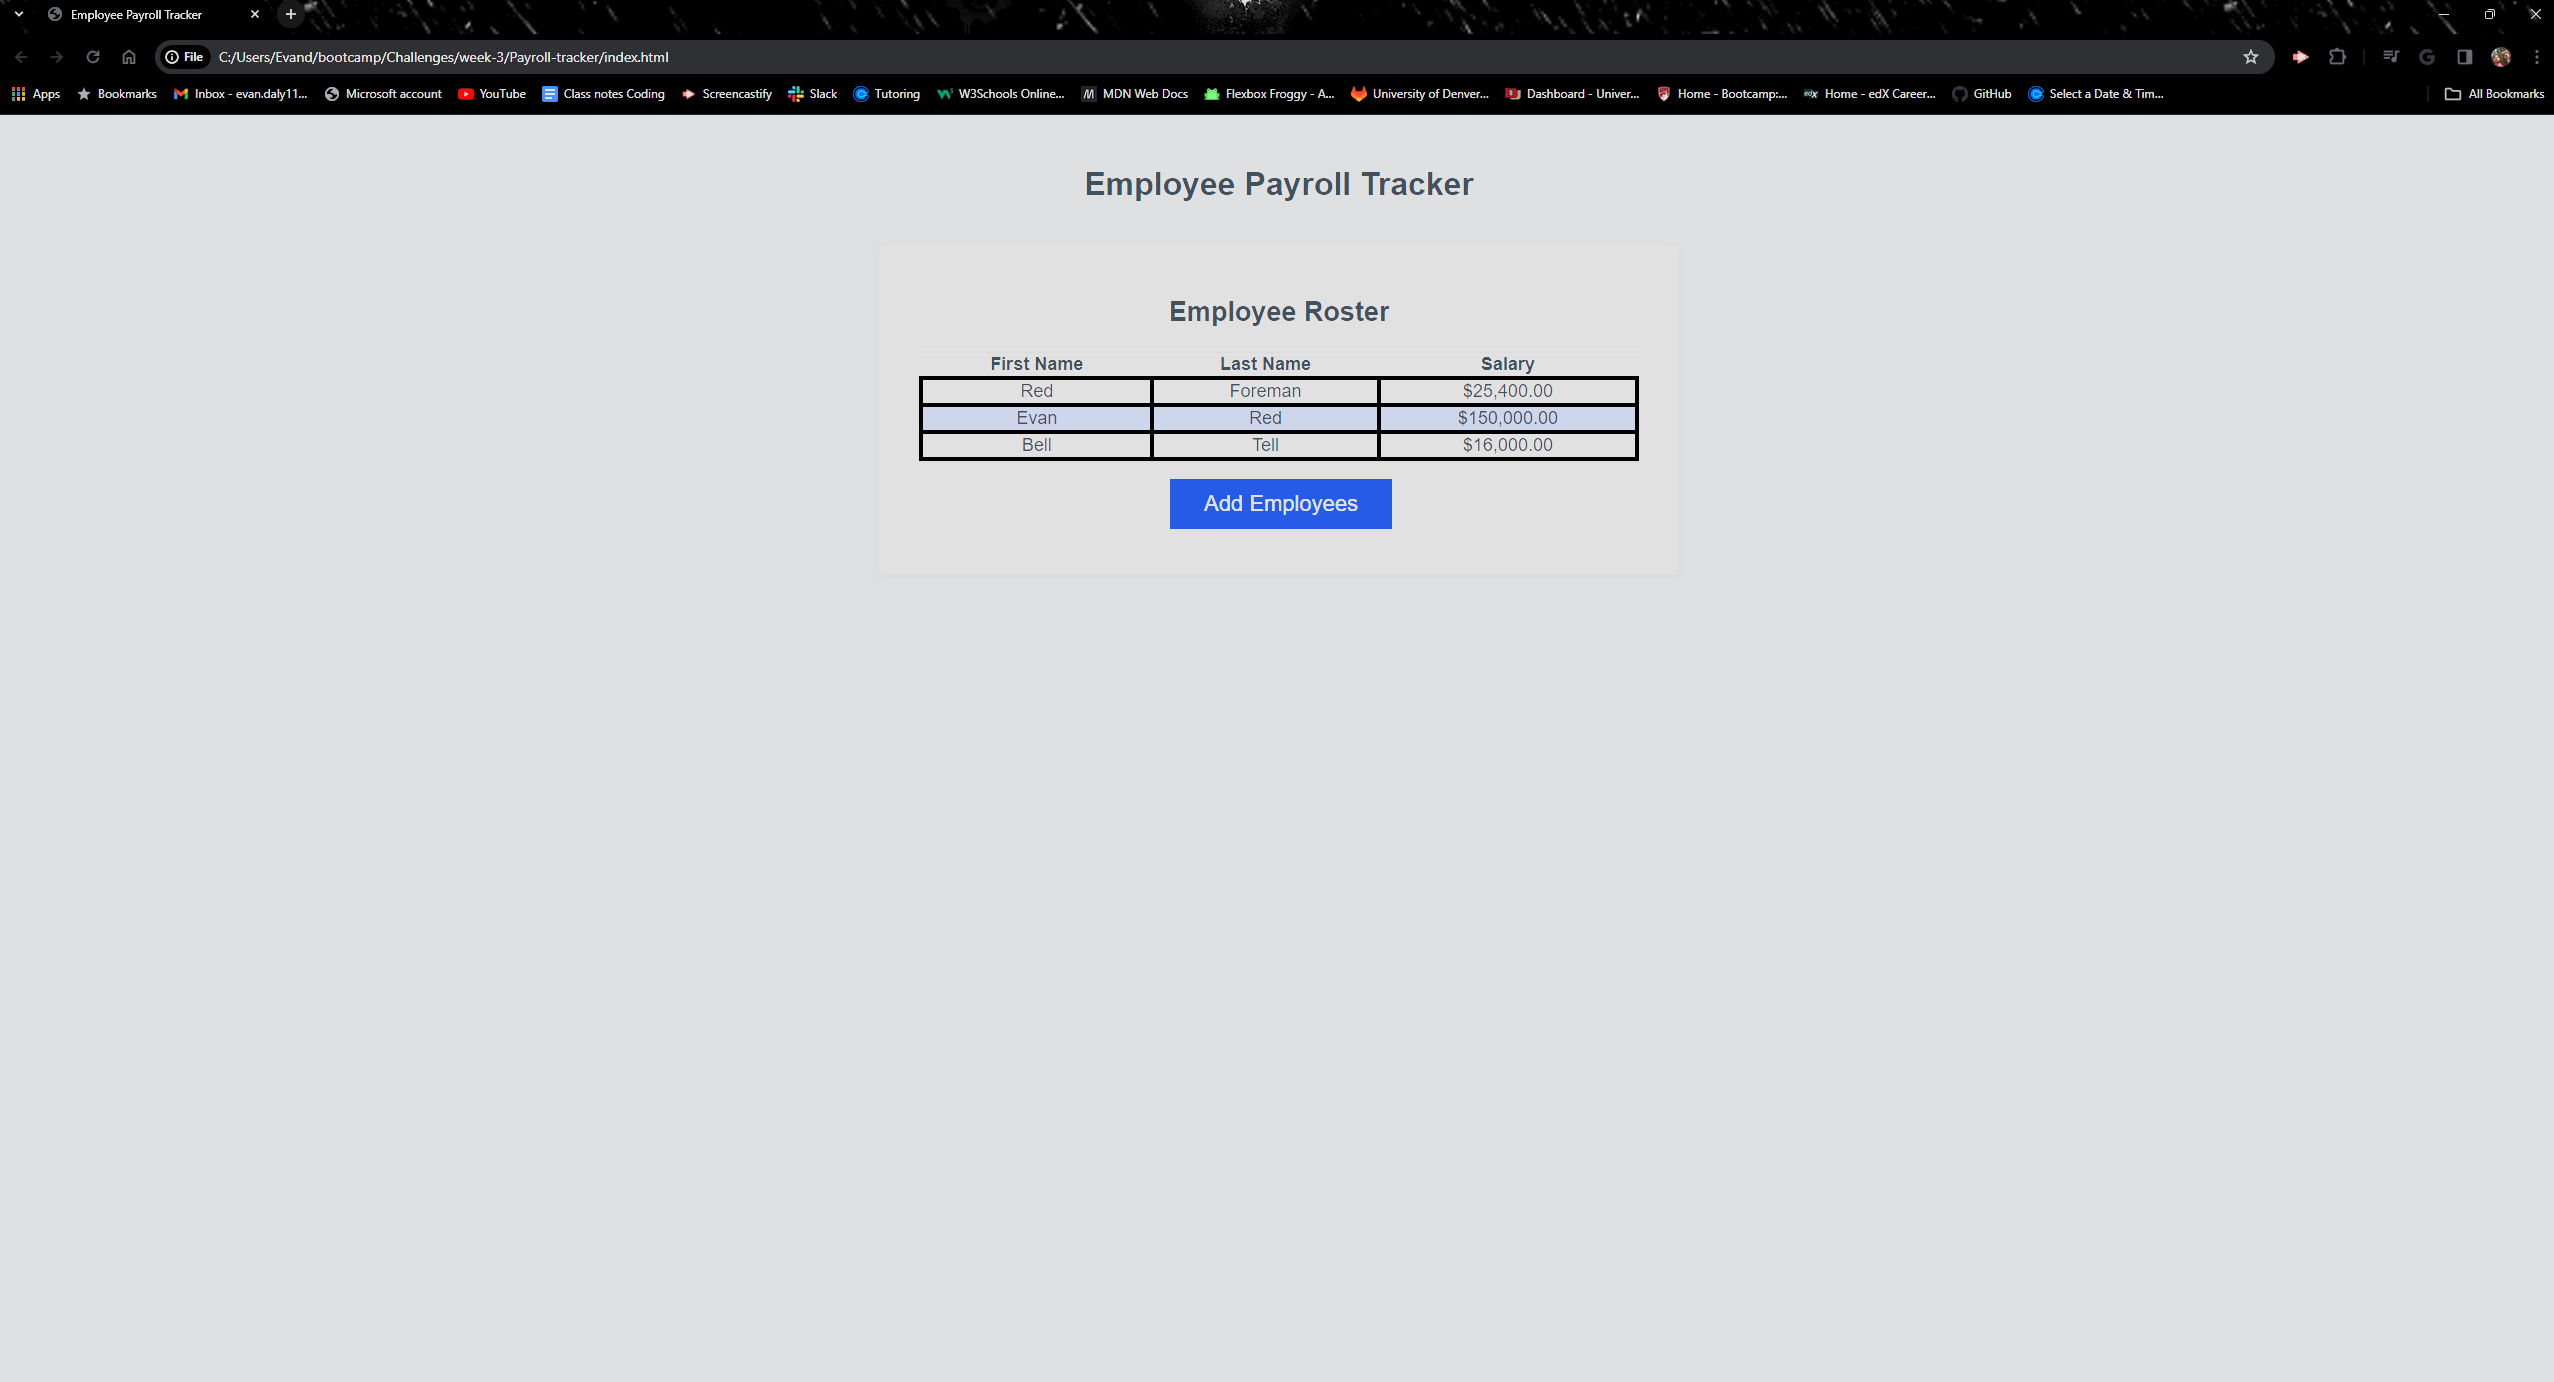 Employee Payroll Tracker
File C:/Users/Evand/bootcamp/Challenges/week-3/Payroll-tracker/index.html
Apps Bookmarks Inbox - evan.daly11... Microsoft account YouTube Class notes Coding Screencastify Slack Tutoring W3Schools Online... MDN Web Docs Flexbox Froggy - A... University of Denver... Dashboard - Univer... Home - Bootcamp:... Home - edX Career... GitHub Select a Date & Tim... All Bookmarks
Employee Payroll Tracker
Employee Roster
First Name Last Name Salary
Red Foreman $25,400.00
Evan Red $150,000.00
Bell Tell $16,000.00
Add Employees